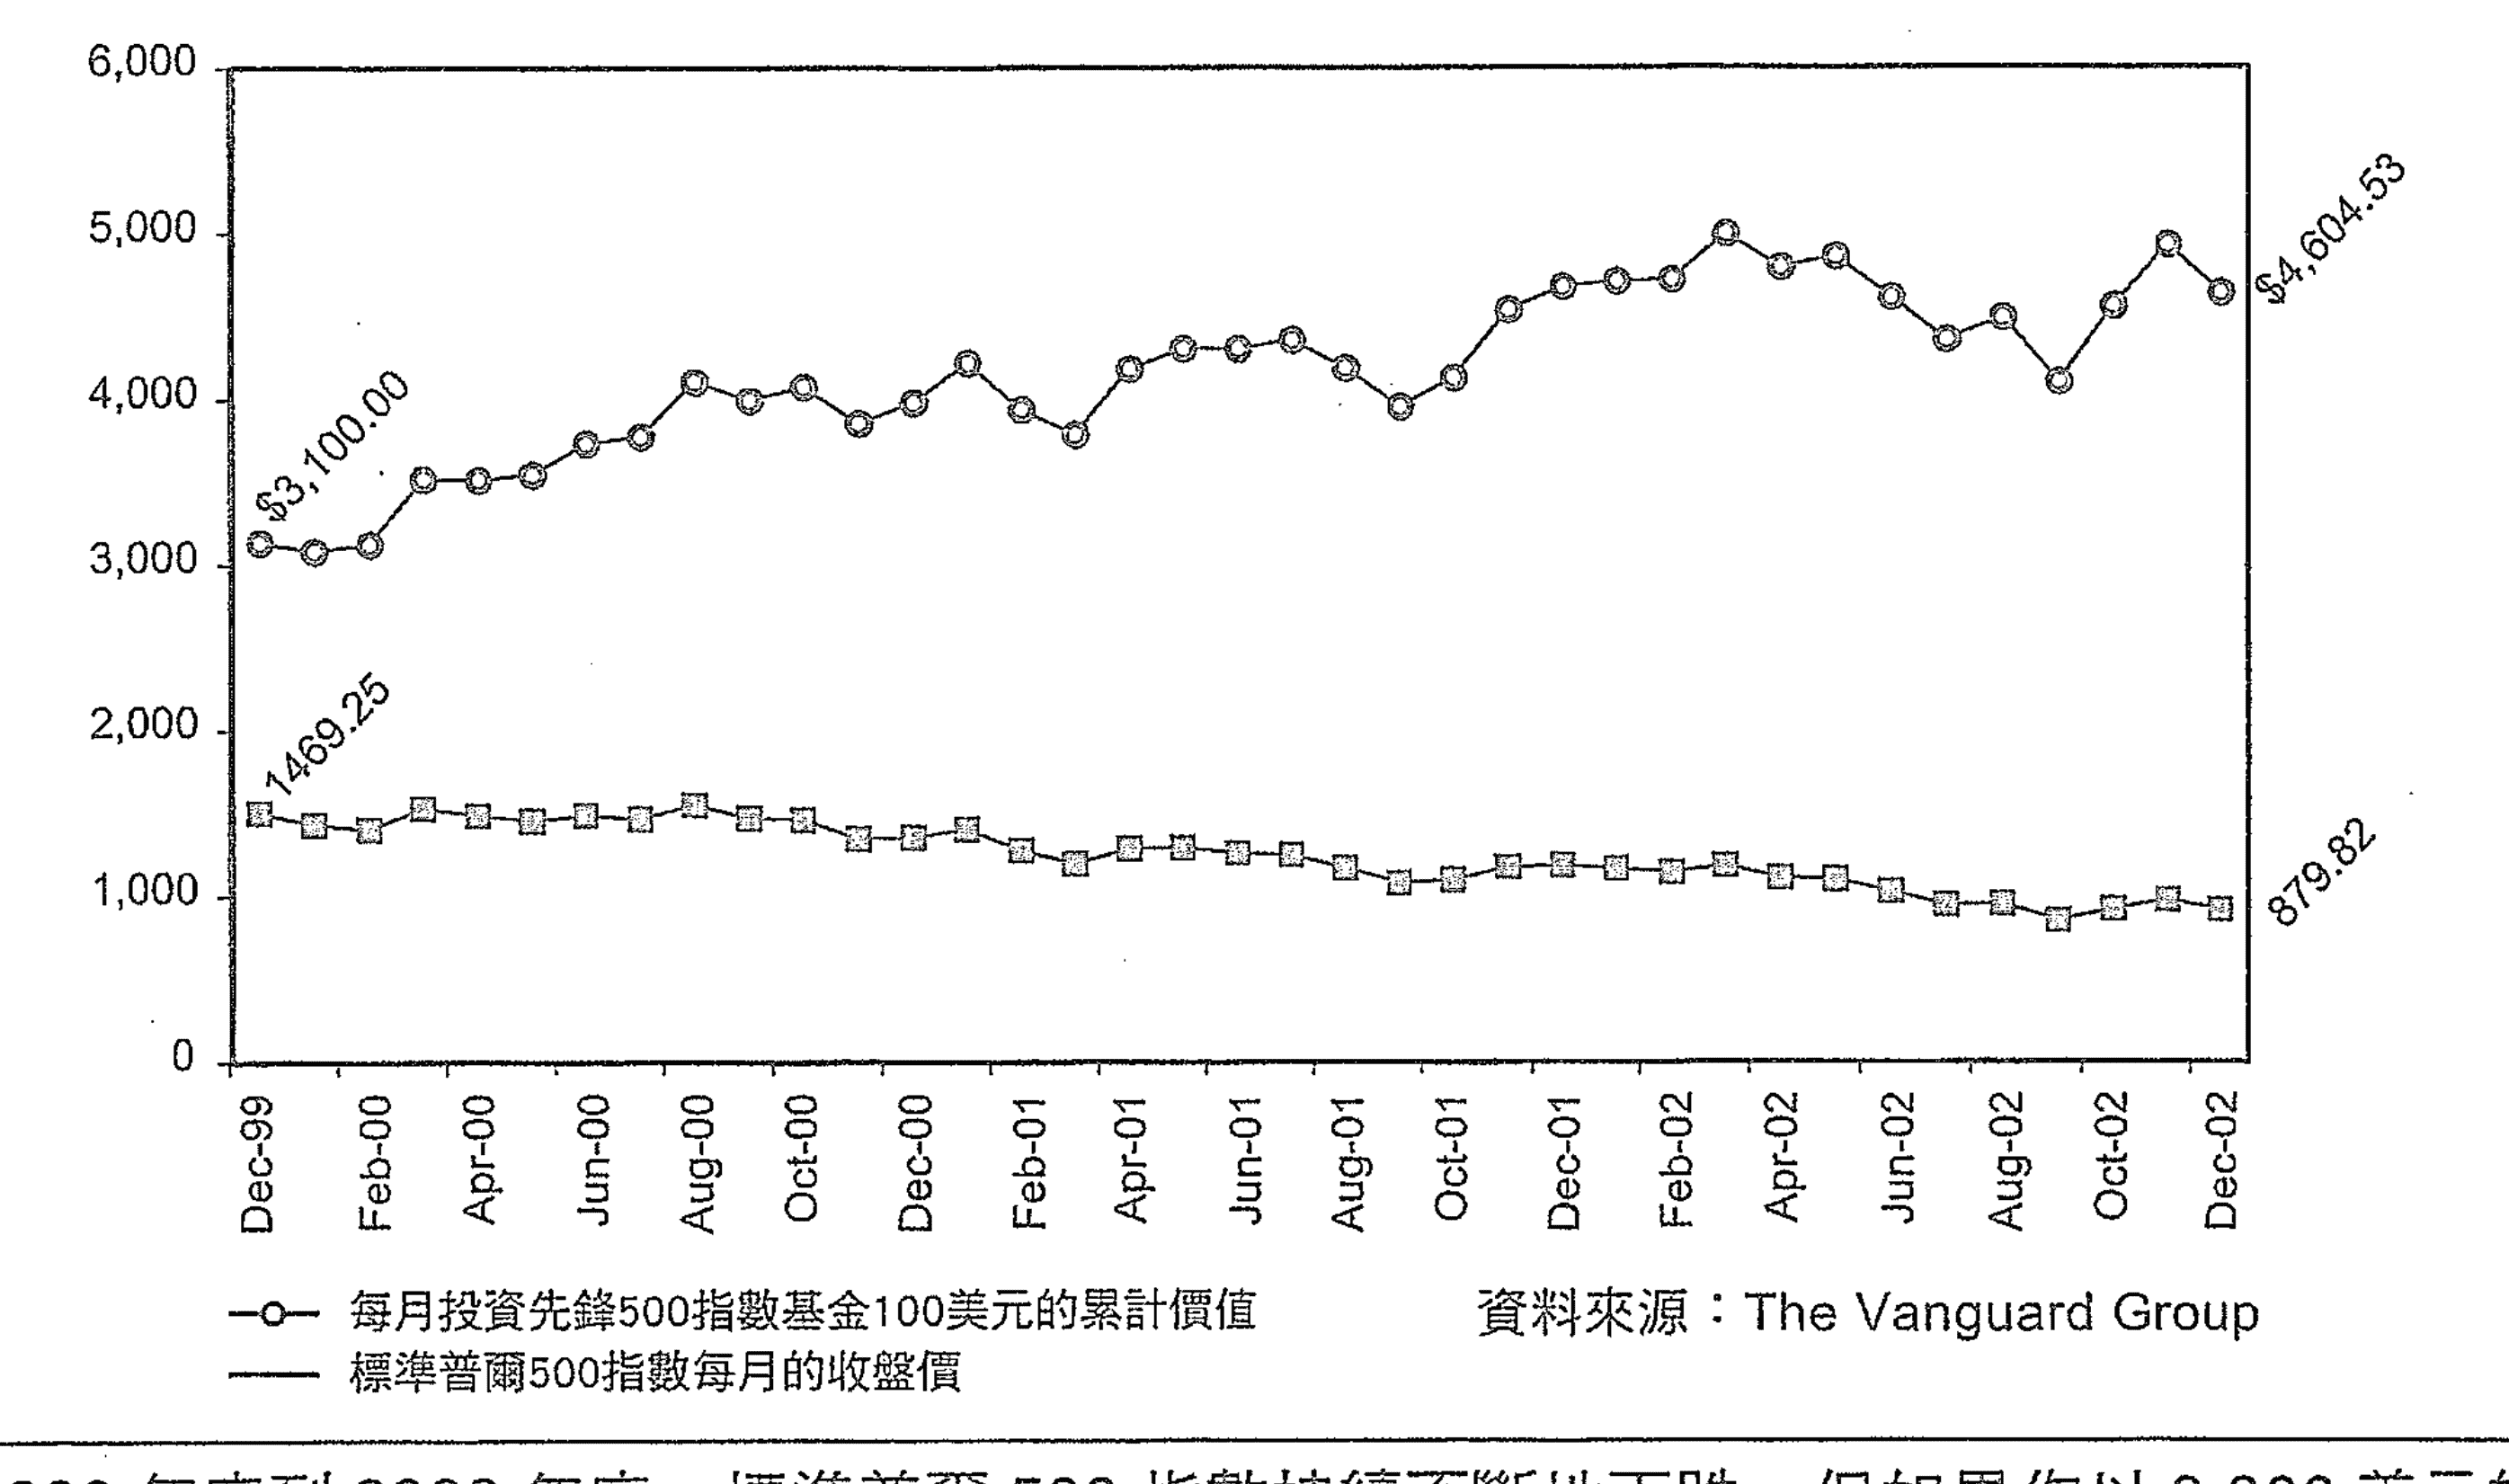 6,000
5,000
4,000
3,000
2,000
1,000
0
$3,100.00
$4,604.53
1469.25
879.82
Dec-99
Feb-00
Apr-00
Jun-00
Aug-00
Oct-00
Dec-00
Feb-01
Apr-01
Jun-01
Aug-01
Oct-01
Dec-01
Feb-02
Apr-02
Jun-02
Aug-02
Oct-02
Dec-02
每月投資先鋒500指數基金100美元的累計價值
標準普爾500指數每月的收盤價
資料來源：The Vanguard Group